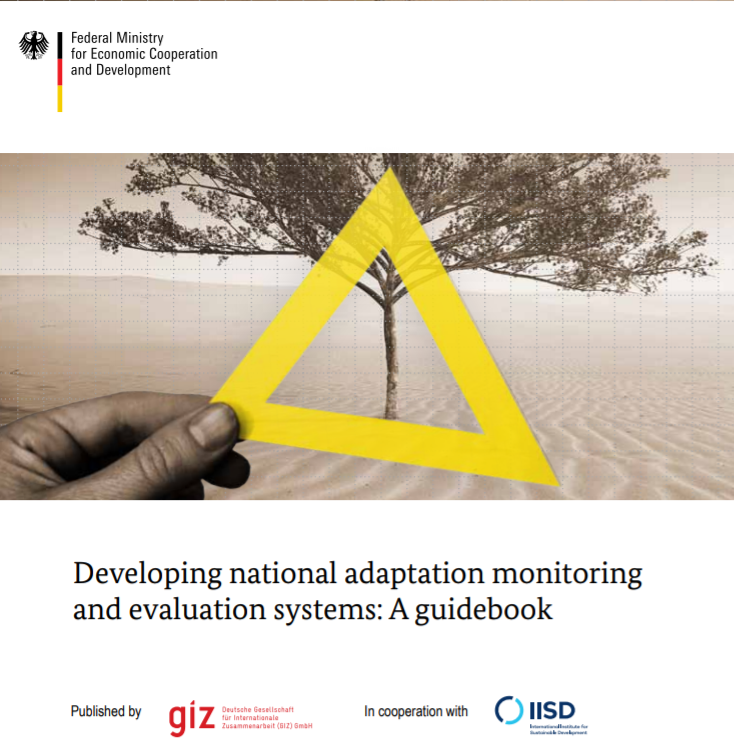 Federal Ministry
for Economic Cooperation
and Development
Developing national adaptation monitoring
and evaluation systems: A guidebook
Published by
giz
Deutsche Gesellschaft
für Internationale
Zusammenarbeit (GIZ) GmbH
In cooperation with
IISD
International Institute for
Sustainable Development